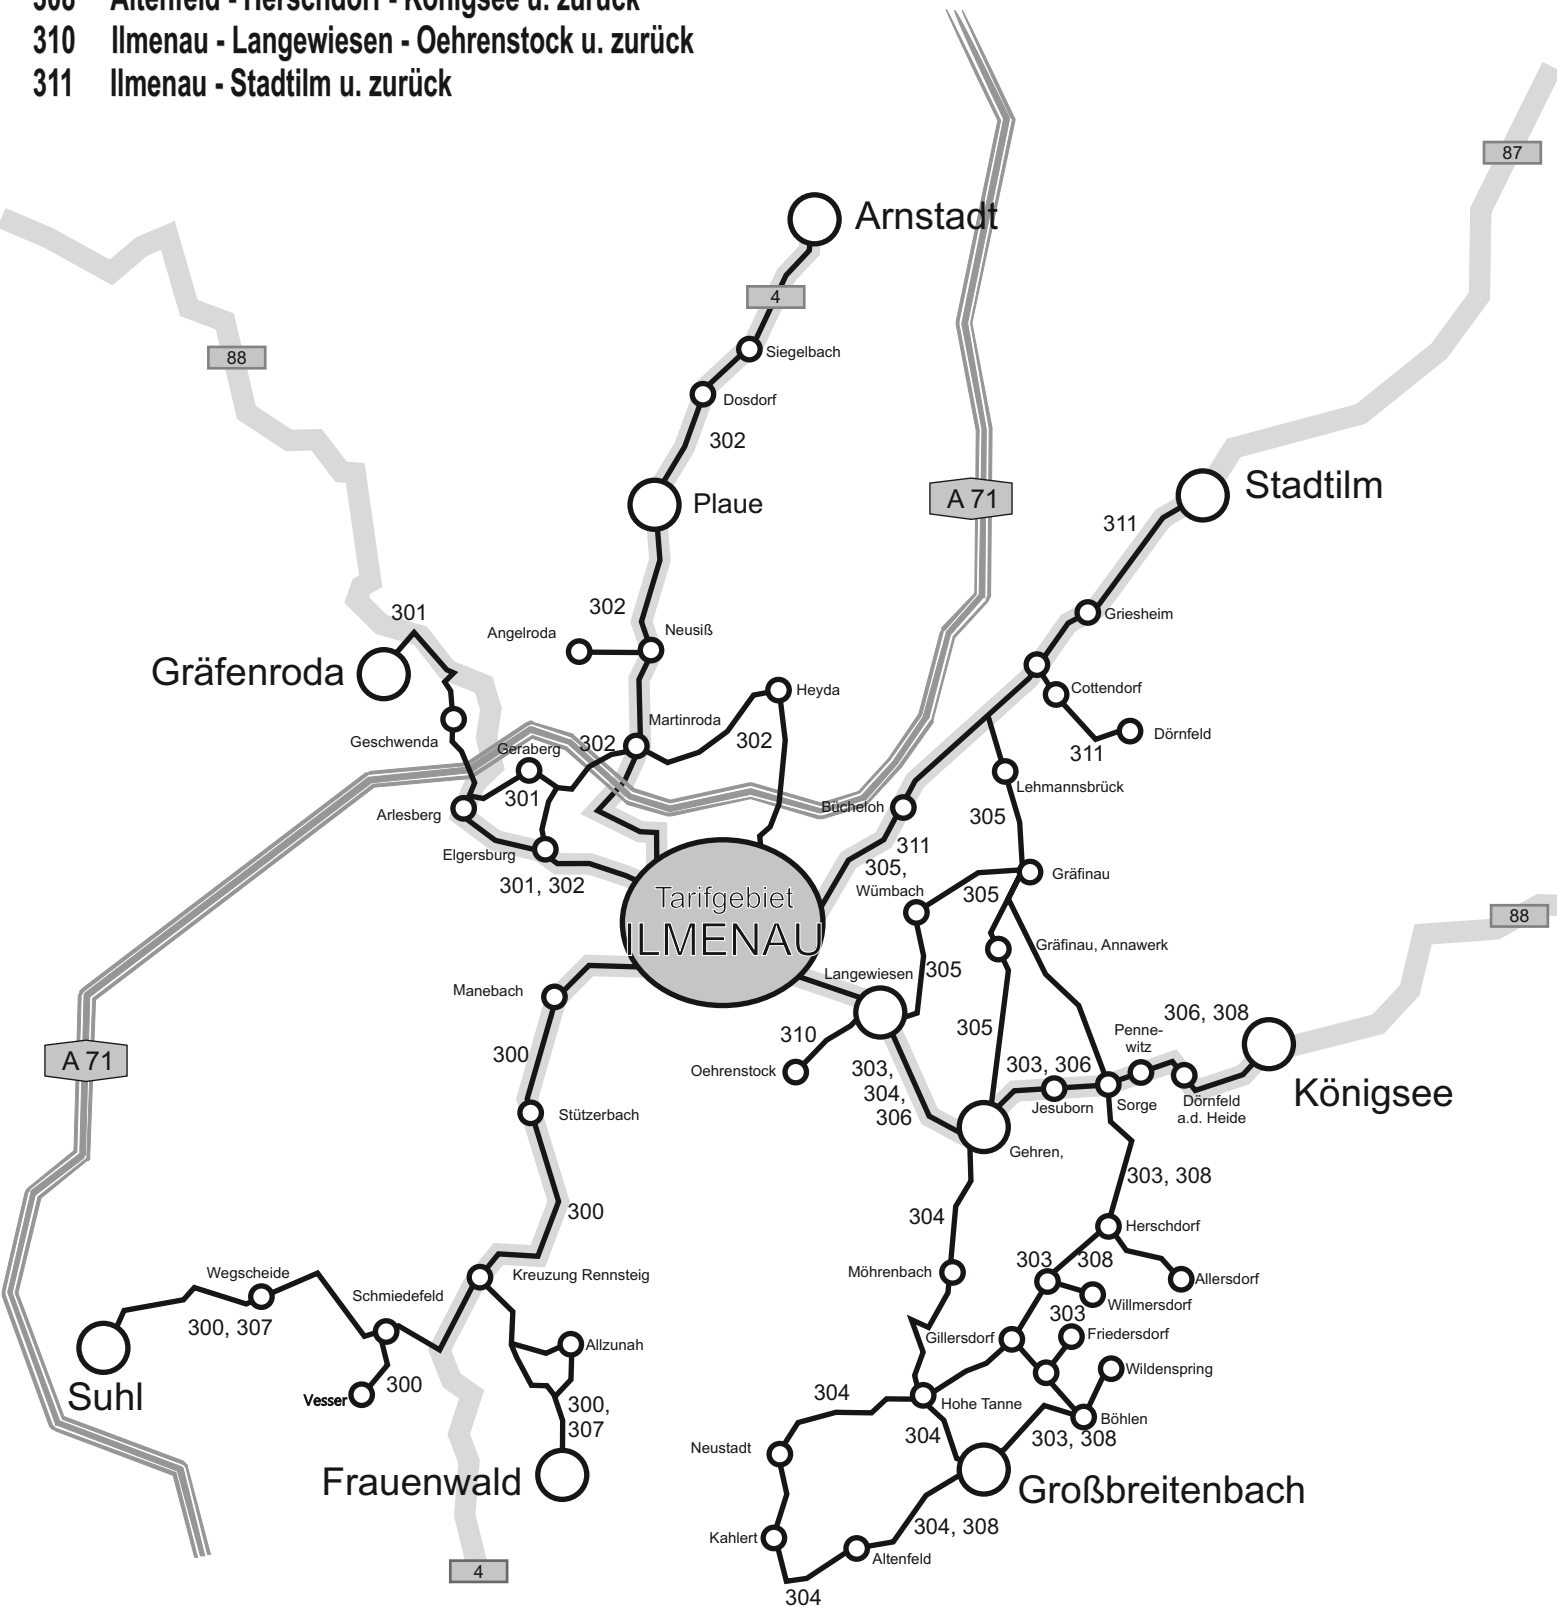 308 Altenfeld - Herschdorf - Königsee u. zurück
310 Ilmenau - Langewiesen - Oehrenstock u. zurück
311 Ilmenau - Stadtilm u. zurück
87
Arnstadt
4
88
Siegelbach
Dosdorf
302
Plaue
A 71
Stadtilm
311
301
302
Griesheim
Angelroda
Neusiß
Gräfenroda
Heyda
Cottendorf
Martinroda
Geschwenda
Geraberg
302
302
Dörnfeld
311
Lehmannsbrück
301
Arlesberg
Bücheloh
305
Elgersburg
311
305,
301, 302
Wümbach
Gräfinau
305
Tarifgebiet
ILMENAU
88
Gräfinau, Annawerk
Langewiesen
305
Manebach
306, 308
310
305
Penne-
witz
300
A 71
Oehrenstock
303,
304,
306
303, 306
Jesuborn
Sorge
Dörnfeld
a.d. Heide
Königsee
Stützerbach
Gehren,
303, 308
300
304
Herschdorf
Wegscheide
Kreuzung Rennsteig
Möhrenbach
303
308
Allersdorf
Schmiedefeld
Willmersdorf
300, 307
303
Gillersdorf
Friedersdorf
Allzunah
Wildenspring
Suhl
300
Vesser
304
Hohe Tanne
300,
307
Böhlen
304
303, 308
Neustadt
Frauenwald
Großbreitenbach
304, 308
Kahlert
Altenfeld
4
304